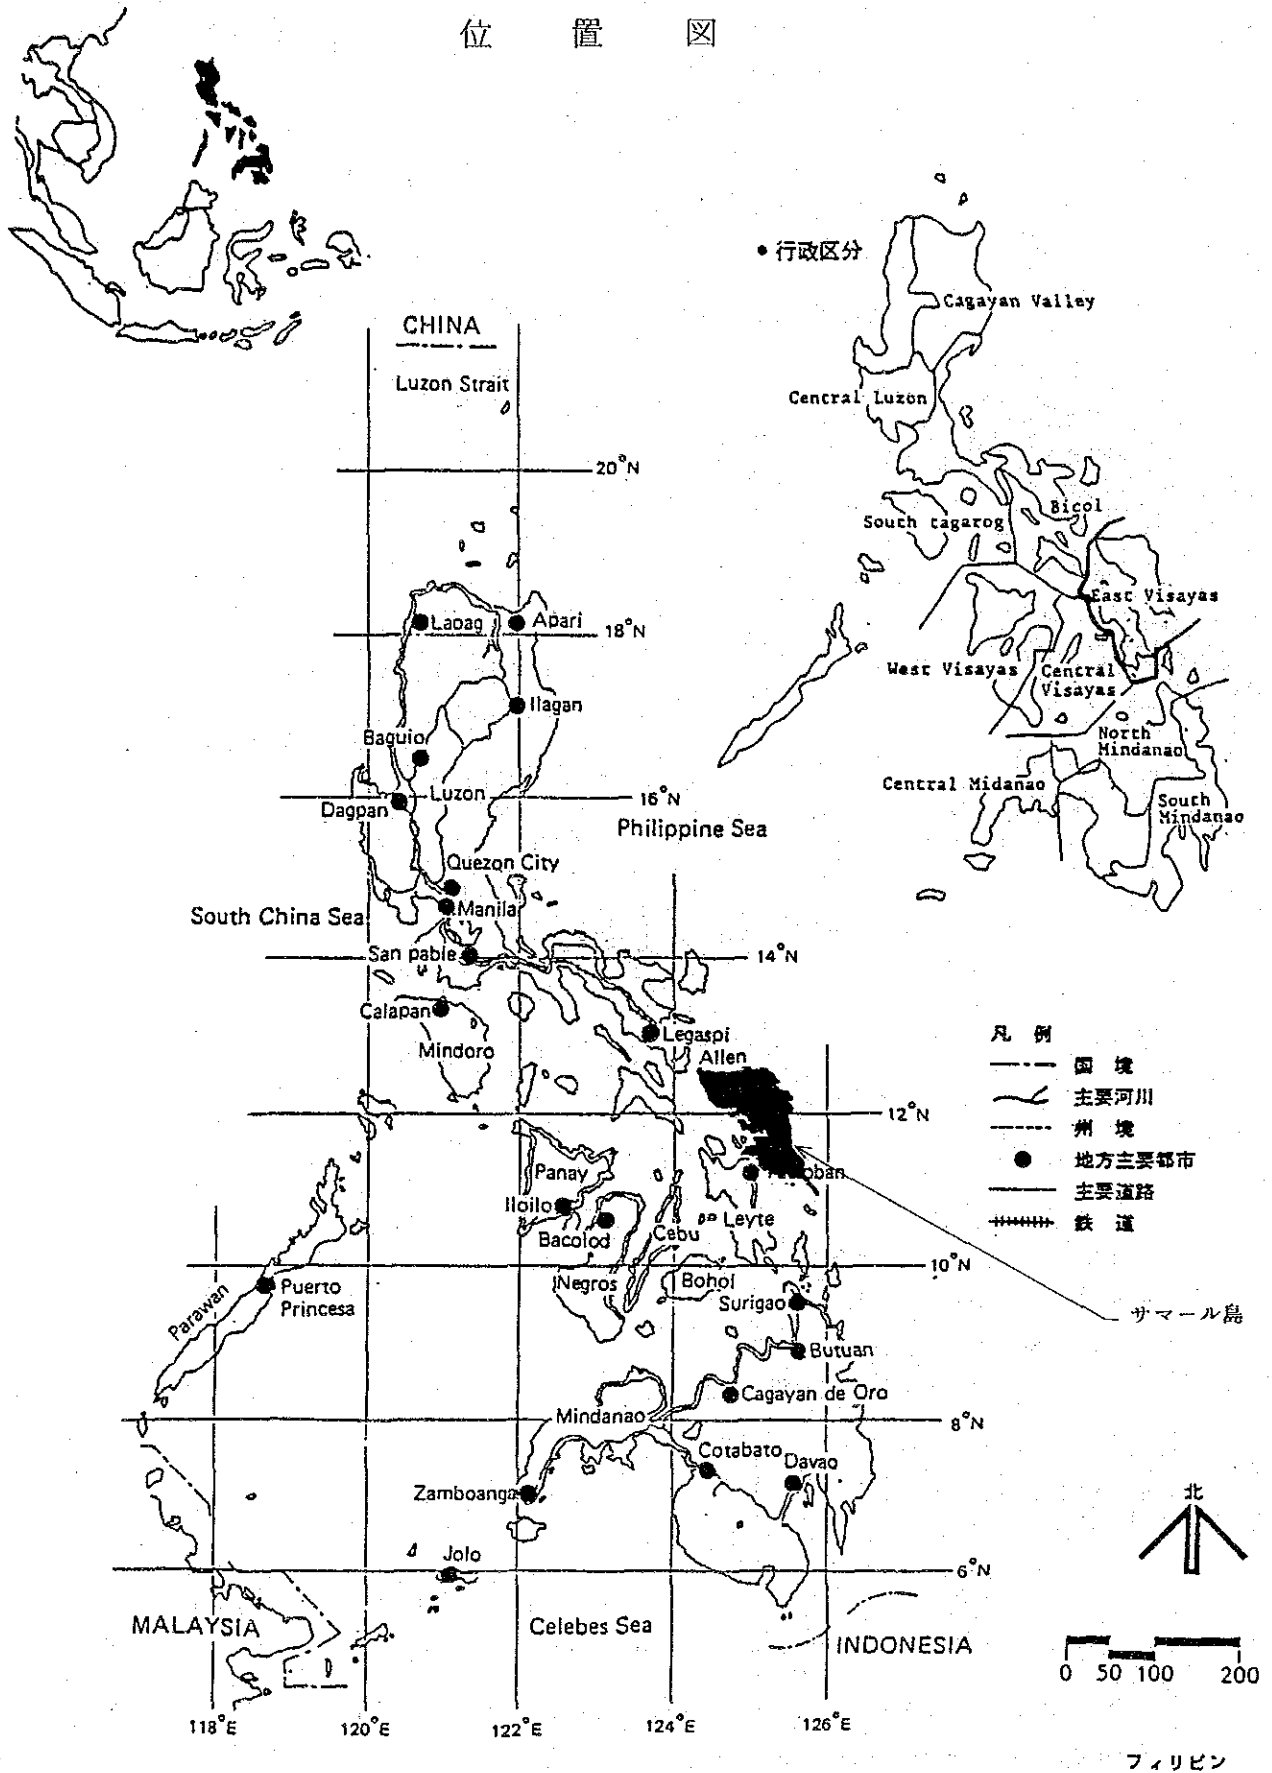 位 置 図
• 行政区分
Cagayan Valley
Central Luzon
South tagarog
Bicol
East Visayas
West Visayas
Central
Visayas
North
Mindanao
Central Midanao
South
Mindanao
CHINA
Luzon Strait
20°N
Laoag
Apari
18°N
Ilagan
Baguio
Luzon
Dagpan
16°N
Philippine Sea
Quezon City
Manila
South China Sea
San pable
14°N
Calapan
Mindoro
Legaspi
Allen
12°N
Panay
Iloilo
Bacolod
Cebu
Leyte
10°N
Negros
Bohol
Parawan
Puerto
Princesa
Surigao
サマール島
Butuan
Cagayan de Oro
Mindanao
8°N
Cotabato
Davao
Zamboanga
Jolo
6°N
MALAYSIA
Celebes Sea
INDONESIA
118°E
120°E
122°E
124°E
126°E
凡 例
国 境
主要河川
州 境
地方主要都市
主要道路
鉄 道
北
0 50 100 200
フィリピン